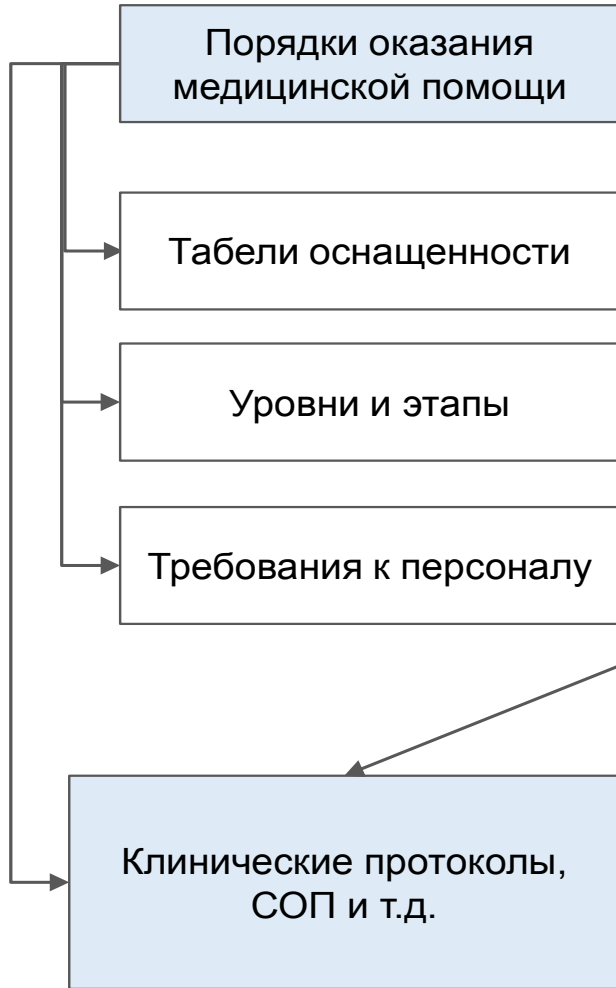 Порядки оказания
медицинской помощи
Табели оснащенности
Уровни и этапы
Требования к персоналу
Клинические протоколы,
СОП и т.д.